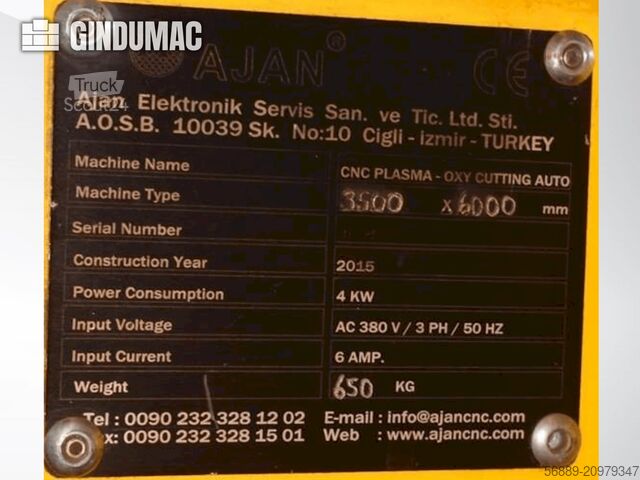 GINDUMAC
AJAN ®
CE
Truck
Scout24
Ajan Elektronik Servis San. ve Tic. Ltd. Sti.
A.O.S.B. 10039 Sk. No:10 Cigli - izmir - TURKEY
Machine Name CNC PLASMA - OXY CUTTING AUTO
Machine Type 3500 x 6000 mm
Serial Number
Construction Year 2015
Power Consumption 4 KW
Input Voltage AC 380 V / 3 PH / 50 HZ
Input Current 6 AMP.
Weight 650 KG
Tel : 0090 232 328 12 02 E-mail : info@ajancnc.com
Fax: 0090 232 328 15 01 Web : www.ajancnc.com
56889-20979347